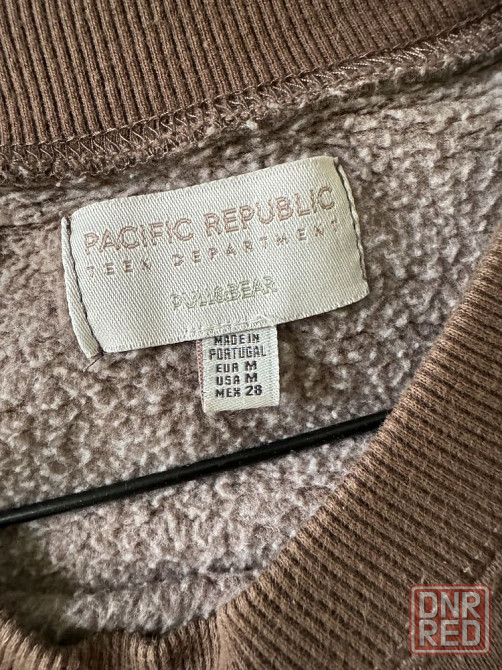 PACIFIC REPUBLIC
TEEN DEPARTMENT
PULL&BEAR
MADE IN
PORTUGAL
EUR M
USA M
MEX 28
DNR
RED